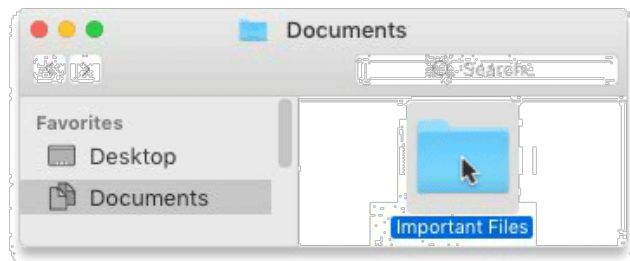 Documents
Search
Favorites
Desktop
Documents
Important Files